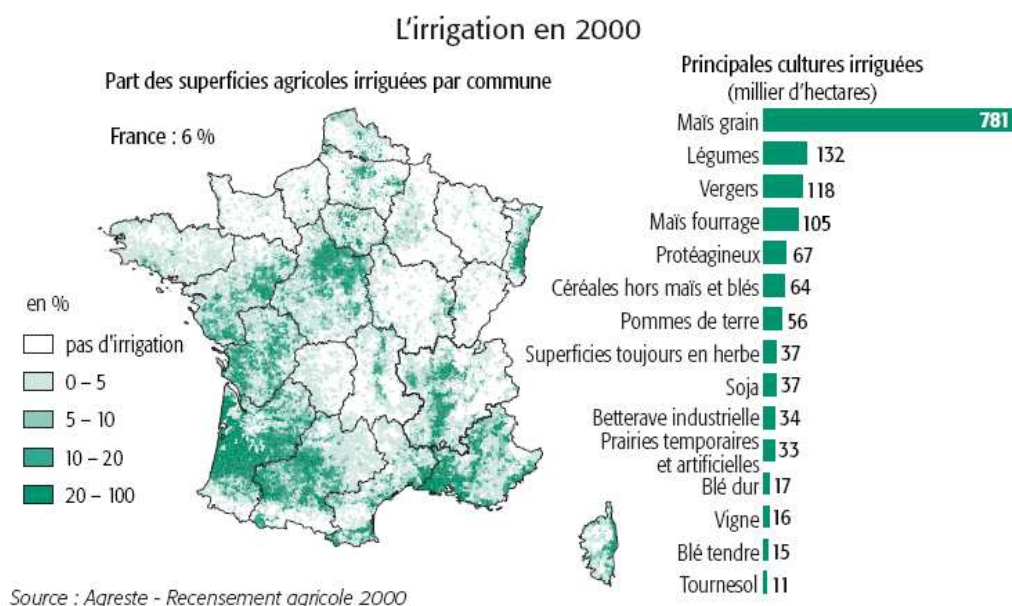 L'irrigation en 2000
Part des superficies agricoles irriguées par commune
France : 6 %
en %
pas d'irrigation
0 – 5
5 – 10
10 – 20
20 – 100
Principales cultures irriguées
(millier d'hectares)
Maïs grain 781
Légumes 132
Vergers 118
Maïs fourrage 105
Protéagineux 67
Céréales hors maïs et blés 64
Pommes de terre 56
Superficies toujours en herbe 37
Soja 37
Betterave industrielle 34
Prairies temporaires
et artificielles 33
Blé dur 17
Vigne 16
Blé tendre 15
Tournesol 11
Source : Agreste - Recensement agricole 2000